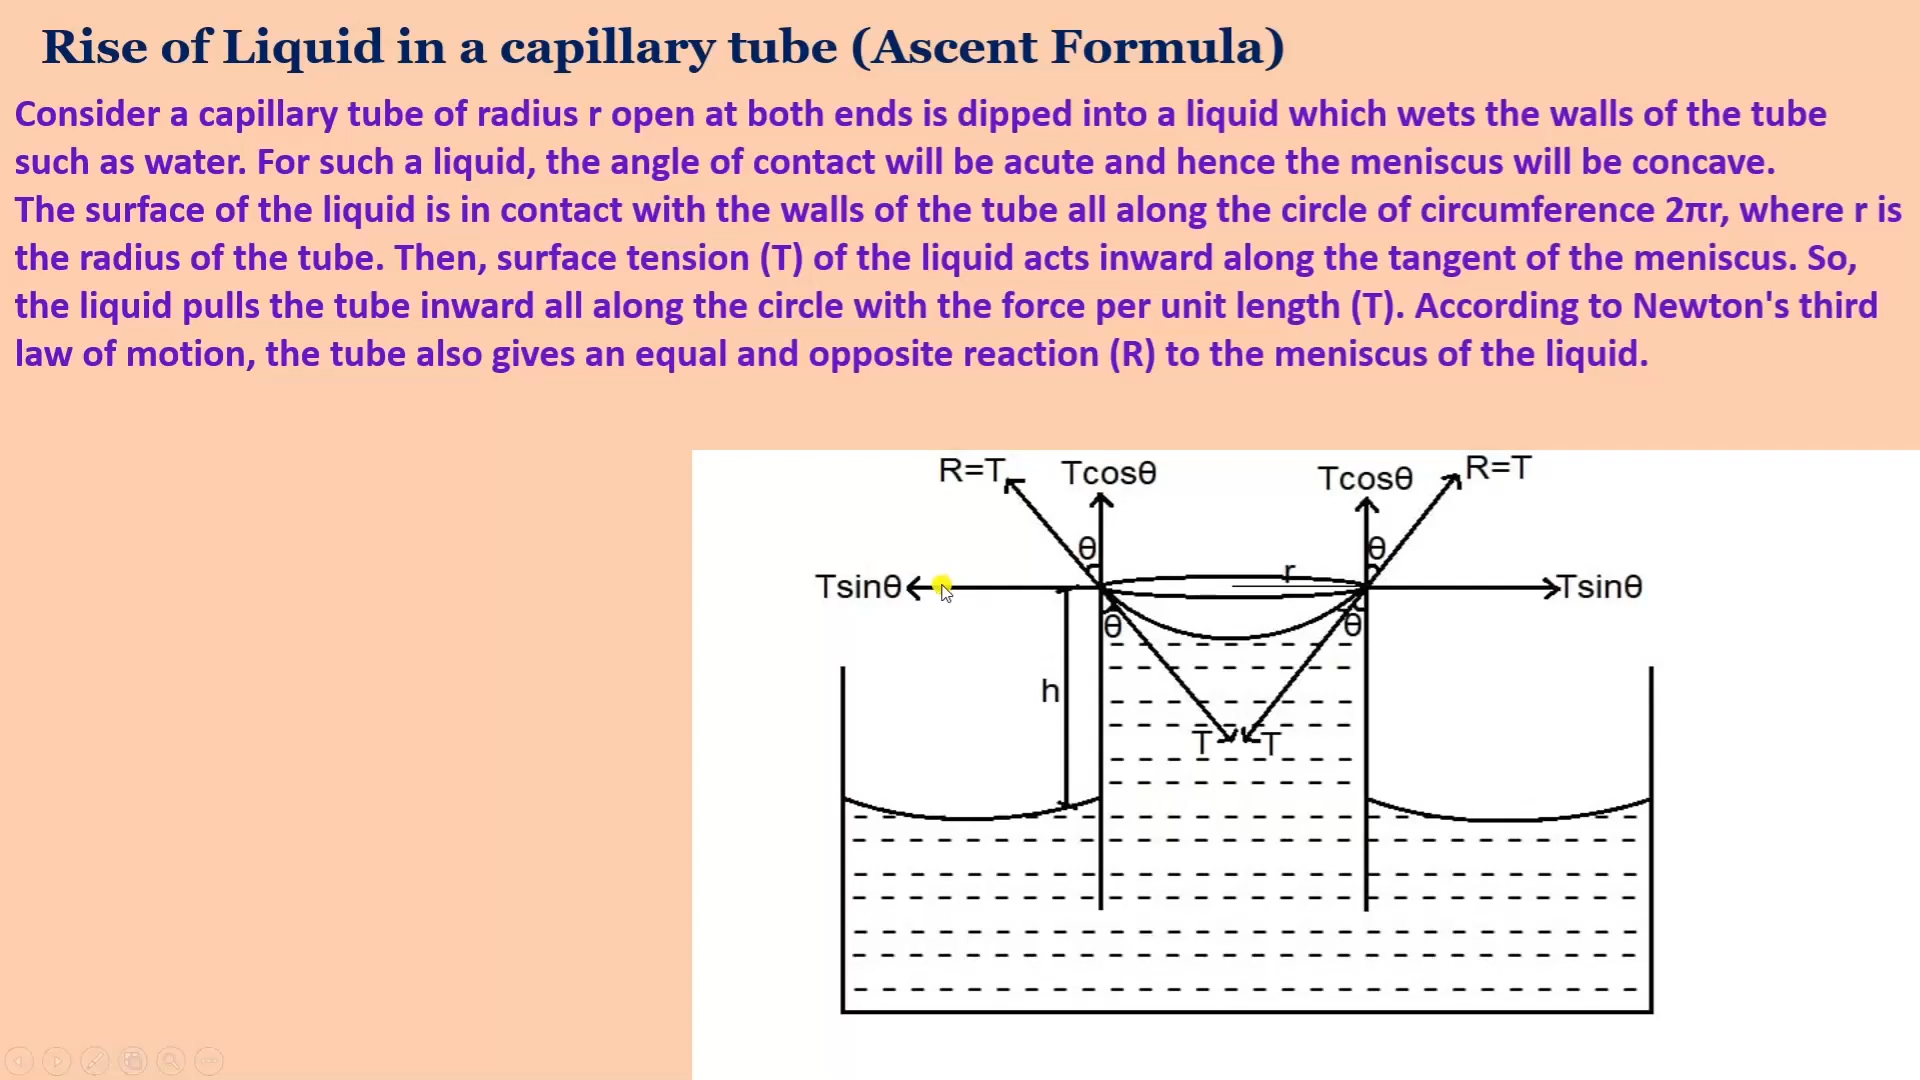 Rise of Liquid in a capillary tube (Ascent Formula)
Consider a capillary tube of radius r open at both ends is dipped into a liquid which wets the walls of the tube
such as water. For such a liquid, the angle of contact will be acute and hence the meniscus will be concave.
The surface of the liquid is in contact with the walls of the tube all along the circle of circumference 2πr, where r is
the radius of the tube. Then, surface tension (T) of the liquid acts inward along the tangent of the meniscus. So,
the liquid pulls the tube inward all along the circle with the force per unit length (T). According to Newton's third
law of motion, the tube also gives an equal and opposite reaction (R) to the meniscus of the liquid.
R=T Tcosθ Tcosθ R=T
θ θ
Tsinθ r Tsinθ
θ θ
h
T T